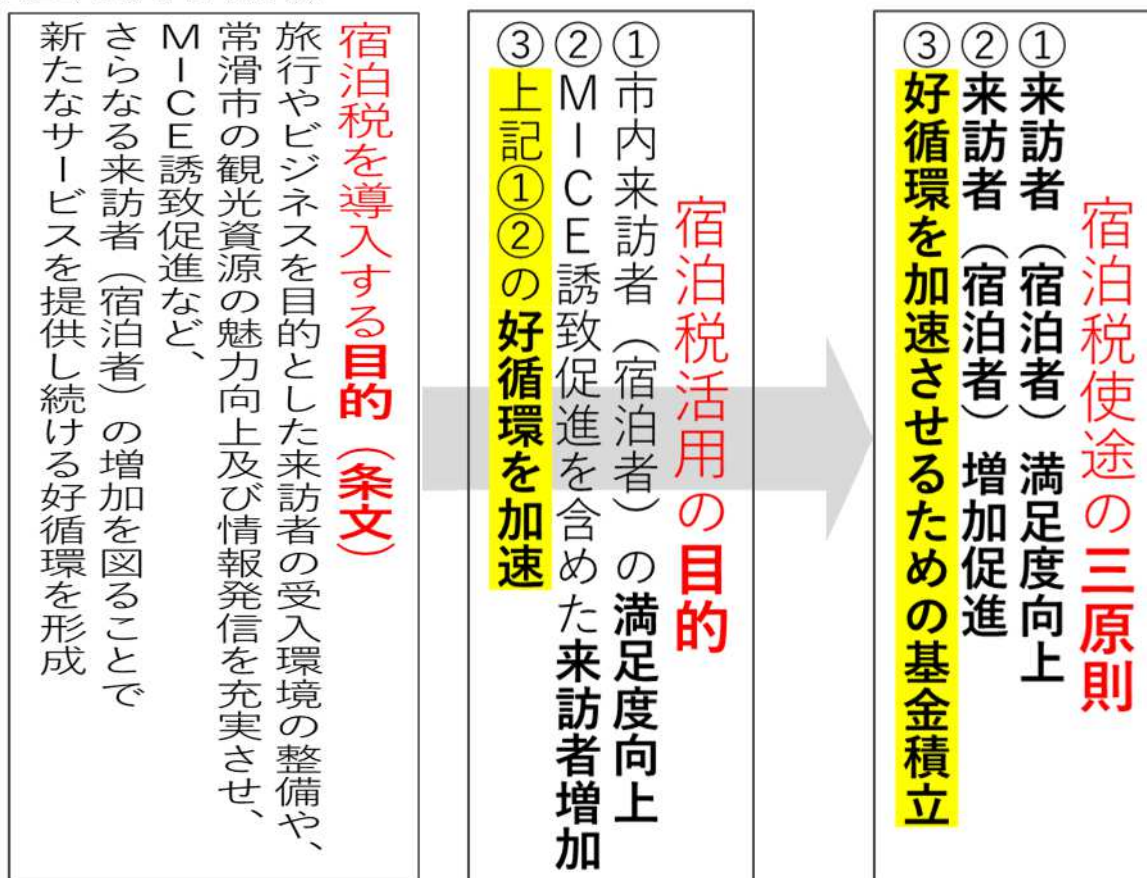 宿泊税を導入する目的（条文）
旅行やビジネスを目的とした来訪者の受入環境の整備や、
常滑市の観光資源の魅力向上及び情報発信を充実させ、
ＭＩＣＥ誘致促進など、
さらなる来訪者（宿泊者）の増加を図ることで
新たなサービスを提供し続ける好循環を形成
宿泊税活用の目的
①市内来訪者（宿泊者）の満足度向上
②ＭＩＣＥ誘致促進を含めた来訪者増加
③上記①②の好循環を加速
宿泊税使途の三原則
①来訪者（宿泊者）満足度向上
②来訪者（宿泊者）増加促進
③好循環を加速させるための基金積立